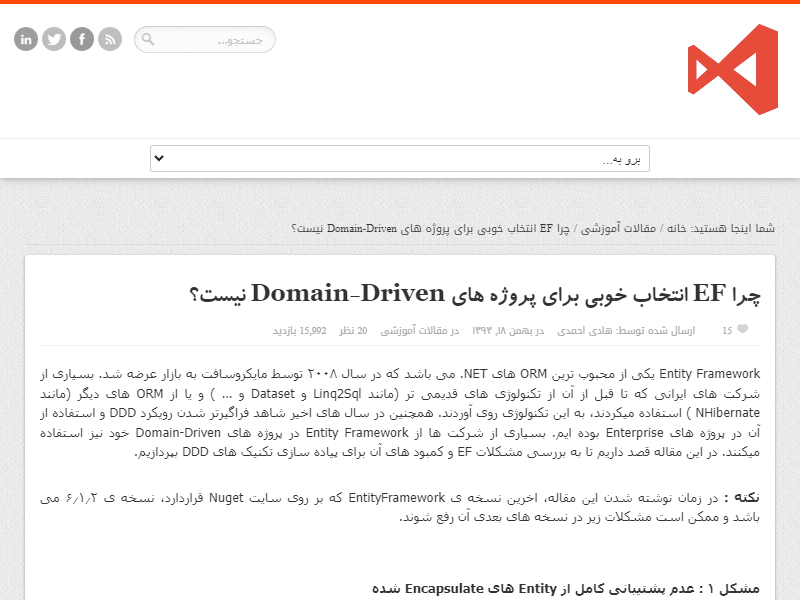 جستجو...
برو به...
شما اینجا هستید: خانه / مقالات آموزشی / چرا EF انتخاب خوبی برای پروژه های Domain-Driven نیست؟
چرا EF انتخاب خوبی برای پروژه های Domain-Driven نیست؟
15 ارسال شده توسط: هادی احمدی در بهمن ۱۸, ۱۳۹۳ در مقالات آموزشی 20 نظر 15,992 بازدید
Entity Framework یکی از محبوب ترین ORM های NET. می باشد که در سال ۲۰۰۸ توسط مایکروسافت به بازار عرضه شد. بسیاری از
شرکت های ایرانی که تا قبل از آن از تکنولوژی های قدیمی تر (مانند Linq2Sql و Dataset و ... ) و یا از ORM های دیگر (مانند
NHibernate ) استفاده میکردند، به این تکنولوژی روی آوردند. همچنین در سال های اخیر شاهد فراگیرتر شدن رویکرد DDD و استفاده از
آن در پروژه های Enterprise بوده ایم. بسیاری از شرکت ها از Entity Framework در پروژه های Domain-Driven خود نیز استفاده
میکنند. در این مقاله قصد داریم تا به بررسی مشکلات EF و کمبود های آن برای پیاده سازی تکنیک های DDD بپردازیم.
نکته : در زمان نوشته شدن این مقاله، اخرین نسخه ی EntityFramework که بر روی سایت Nuget قراردارد، نسخه ی ۶٫۱٫۲ می
باشد و ممکن است مشکلات زیر در نسخه های بعدی آن رفع شوند.
مشکل ۱ : عدم پشتیبانی کامل از Entity های Encapsulate شده